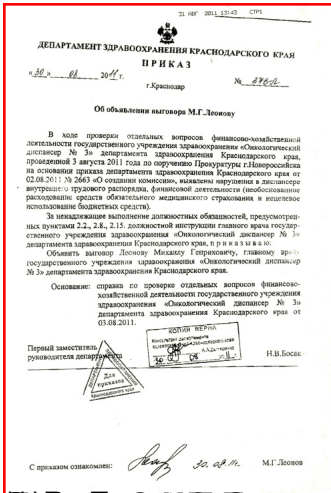 31 АВГ 2011 13:43 СТР1
ДЕПАРТАМЕНТ ЗДРАВООХРАНЕНИЯ КРАСНОДАРСКОГО КРАЯ
ПРИКАЗ
«30» 08 2011 г.
№
г.Краснодар
Об объявлении выговора М.Г.Леонову
В ходе проверки отдельных вопросов финансово-хозяйственной
деятельности государственного учреждения здравоохранения «Онкологический
диспансер № 3» департамента здравоохранения Краснодарского края,
проведенной 3 августа 2011 года по поручению Прокуратуры г.Новороссийска
на основании приказа департамента здравоохранения Краснодарского края от
02.08.2011 № 2663 «О создании комиссии», выявлены нарушения в диспансере
внутреннего трудового распорядка, финансовой деятельности (необоснованное
расходование средств обязательного медицинского страхования и нецелевое
использование бюджетных средств).
За ненадлежащее выполнение должностных обязанностей, предусмотрен-
ных пунктами 2.2., 2.8., 2.15. должностной инструкции главного врача государ-
ственного учреждения здравоохранения «Онкологический диспансер № 3»
департамента здравоохранения Краснодарского края, п р и к а з ы в а ю:
Объявить выговор Леонову Михаилу Генриховичу, главному врачу
государственного учреждения здравоохранения «Онкологический диспансер
№ 3» департамента здравоохранения Краснодарского края.
Основание: справка по проверке отдельных вопросов финансово-
хозяйственной деятельности государственного учреждения
здравоохранения «Онкологический диспансер № 3»
департамента здравоохранения Краснодарского края от
03.08.2011.
КОПИЯ ВЕРНА
Первый заместитель
руководителя департамента
Н.В.Босак
Для
приказов
С приказом ознакомлен:
30.08.11г.
М.Г.Леонов